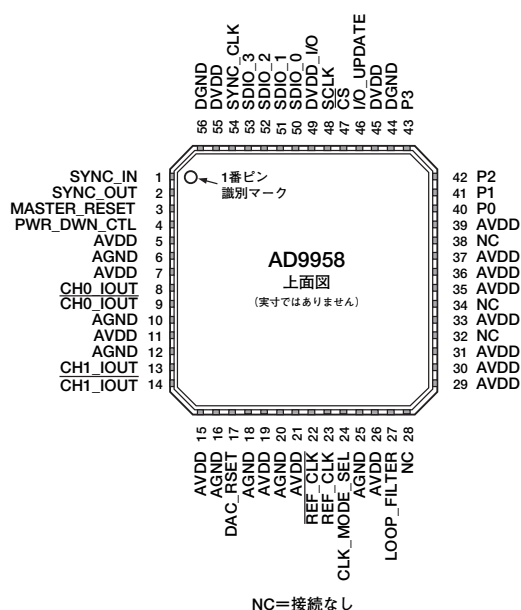 DGND 56
DVDD 55
SYNC_CLK 54
SDIO_3 53
SDIO_2 52
SDIO_1 51
SDIO_0 50
DVDD_I/O 49
SCLK 48
CS 47
I/O_UPDATE 46
DVDD 45
DGND 44
P3 43
SYNC_IN 1
SYNC_OUT 2
MASTER_RESET 3
PWR_DWN_CTL 4
AVDD 5
AGND 6
AVDD 7
CH0_IOUT 8
CH0_IOUT 9
AGND 10
AVDD 11
AGND 12
CH1_IOUT 13
CH1_IOUT 14
1番ピン
識別マーク
AD9958
上面図
(実寸ではありません)
42 P2
41 P1
40 P0
39 AVDD
38 NC
37 AVDD
36 AVDD
35 AVDD
34 NC
33 AVDD
32 NC
31 AVDD
30 AVDD
29 AVDD
AVDD 15
AGND 16
DAC_RSET 17
AGND 18
AVDD 19
AGND 20
AVDD 21
REF_CLK 22
REF_CLK 23
CLK_MODE_SEL 24
AGND 25
AVDD 26
LOOP_FILTER 27
NC 28
NC＝接続なし